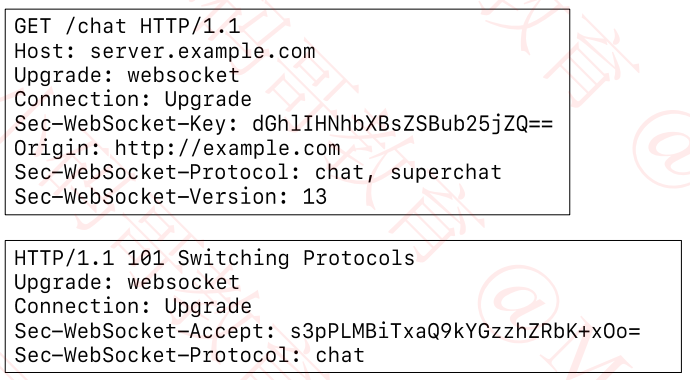 GET /chat HTTP/1.1
Host: server.example.com
Upgrade: websocket
Connection: Upgrade
Sec-WebSocket-Key: dGhlIHNhbXBsZSBub25jZQ==
Origin: http://example.com
Sec-WebSocket-Protocol: chat, superchat
Sec-WebSocket-Version: 13
HTTP/1.1 101 Switching Protocols
Upgrade: websocket
Connection: Upgrade
Sec-WebSocket-Accept: s3pPLMBiTxaQ9kYGzzhZRbK+xOo=
Sec-WebSocket-Protocol: chat